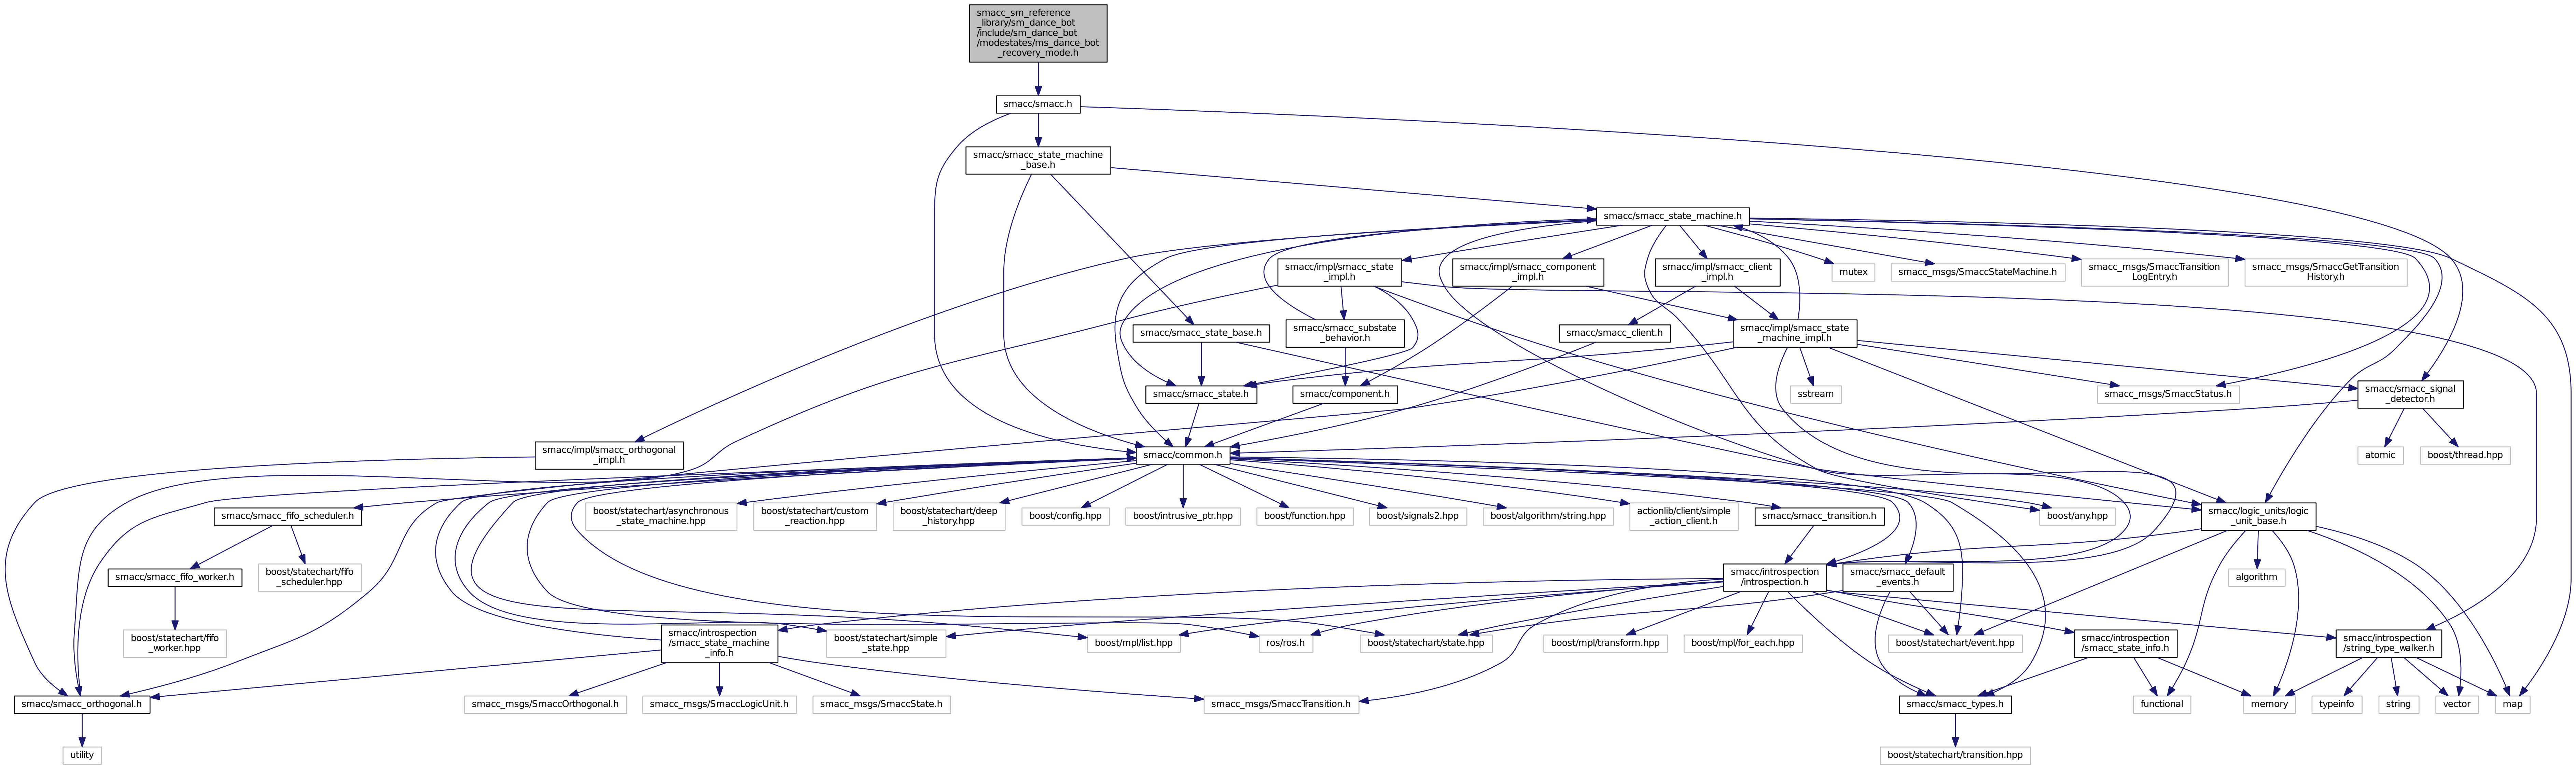 smacc_sm_reference
_library/sm_dance_bot
/include/sm_dance_bot
/modestates/ms_dance_bot
_recovery_mode.h
smacc/smacc.h
smacc/smacc_state_machine
_base.h
smacc/smacc_state_machine.h
smacc/impl/smacc_state
_impl.h
smacc/impl/smacc_component
_impl.h
smacc/impl/smacc_client
_impl.h
mutex
smacc_msgs/SmaccStateMachine.h
smacc_msgs/SmaccTransition
LogEntry.h
smacc_msgs/SmaccGetTransition
History.h
smacc/smacc_state_base.h
smacc/smacc_substate
_behavior.h
smacc/smacc_client.h
smacc/impl/smacc_state
_machine_impl.h
smacc/smacc_state.h
smacc/component.h
sstream
smacc_msgs/SmaccStatus.h
smacc/smacc_signal
_detector.h
smacc/impl/smacc_orthogonal
_impl.h
smacc/common.h
atomic
boost/thread.hpp
smacc/smacc_fifo_scheduler.h
boost/statechart/asynchronous
_state_machine.hpp
boost/statechart/custom
_reaction.hpp
boost/statechart/deep
_history.hpp
boost/config.hpp
boost/intrusive_ptr.hpp
boost/function.hpp
boost/signals2.hpp
boost/algorithm/string.hpp
actionlib/client/simple
_action_client.h
smacc/smacc_transition.h
boost/any.hpp
smacc/logic_units/logic
_unit_base.h
smacc/smacc_fifo_worker.h
boost/statechart/fifo
_scheduler.hpp
smacc/introspection
/introspection.h
smacc/smacc_default
_events.h
algorithm
boost/statechart/fifo
_worker.hpp
smacc/introspection
/smacc_state_machine
_info.h
boost/statechart/simple
_state.hpp
boost/mpl/list.hpp
ros/ros.h
boost/statechart/state.hpp
boost/mpl/transform.hpp
boost/mpl/for_each.hpp
boost/statechart/event.hpp
smacc/introspection
/smacc_state_info.h
smacc/introspection
/string_type_walker.h
smacc/smacc_orthogonal.h
smacc_msgs/SmaccOrthogonal.h
smacc_msgs/SmaccLogicUnit.h
smacc_msgs/SmaccState.h
smacc_msgs/SmaccTransition.h
smacc/smacc_types.h
functional
memory
typeinfo
string
vector
map
utility
boost/statechart/transition.hpp